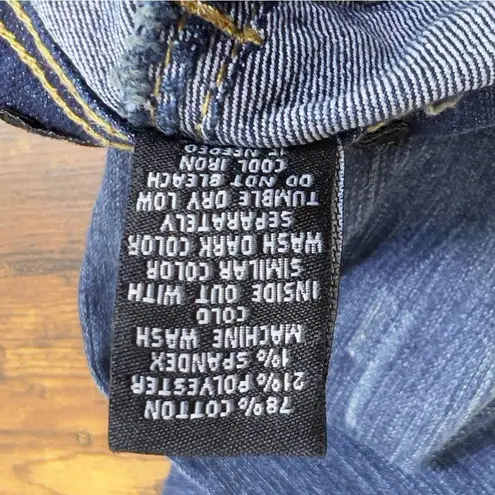 78% COTTON
21% POLYESTER
1% SPANDEX
MACHINE WASH
COLD
INSIDE OUT WITH
SIMILAR COLOR
WASH DARK COLOR
SEPARATELY
TUMBLE DRY LOW
DO NOT BLEACH
COOL IRON
IF NEEDED